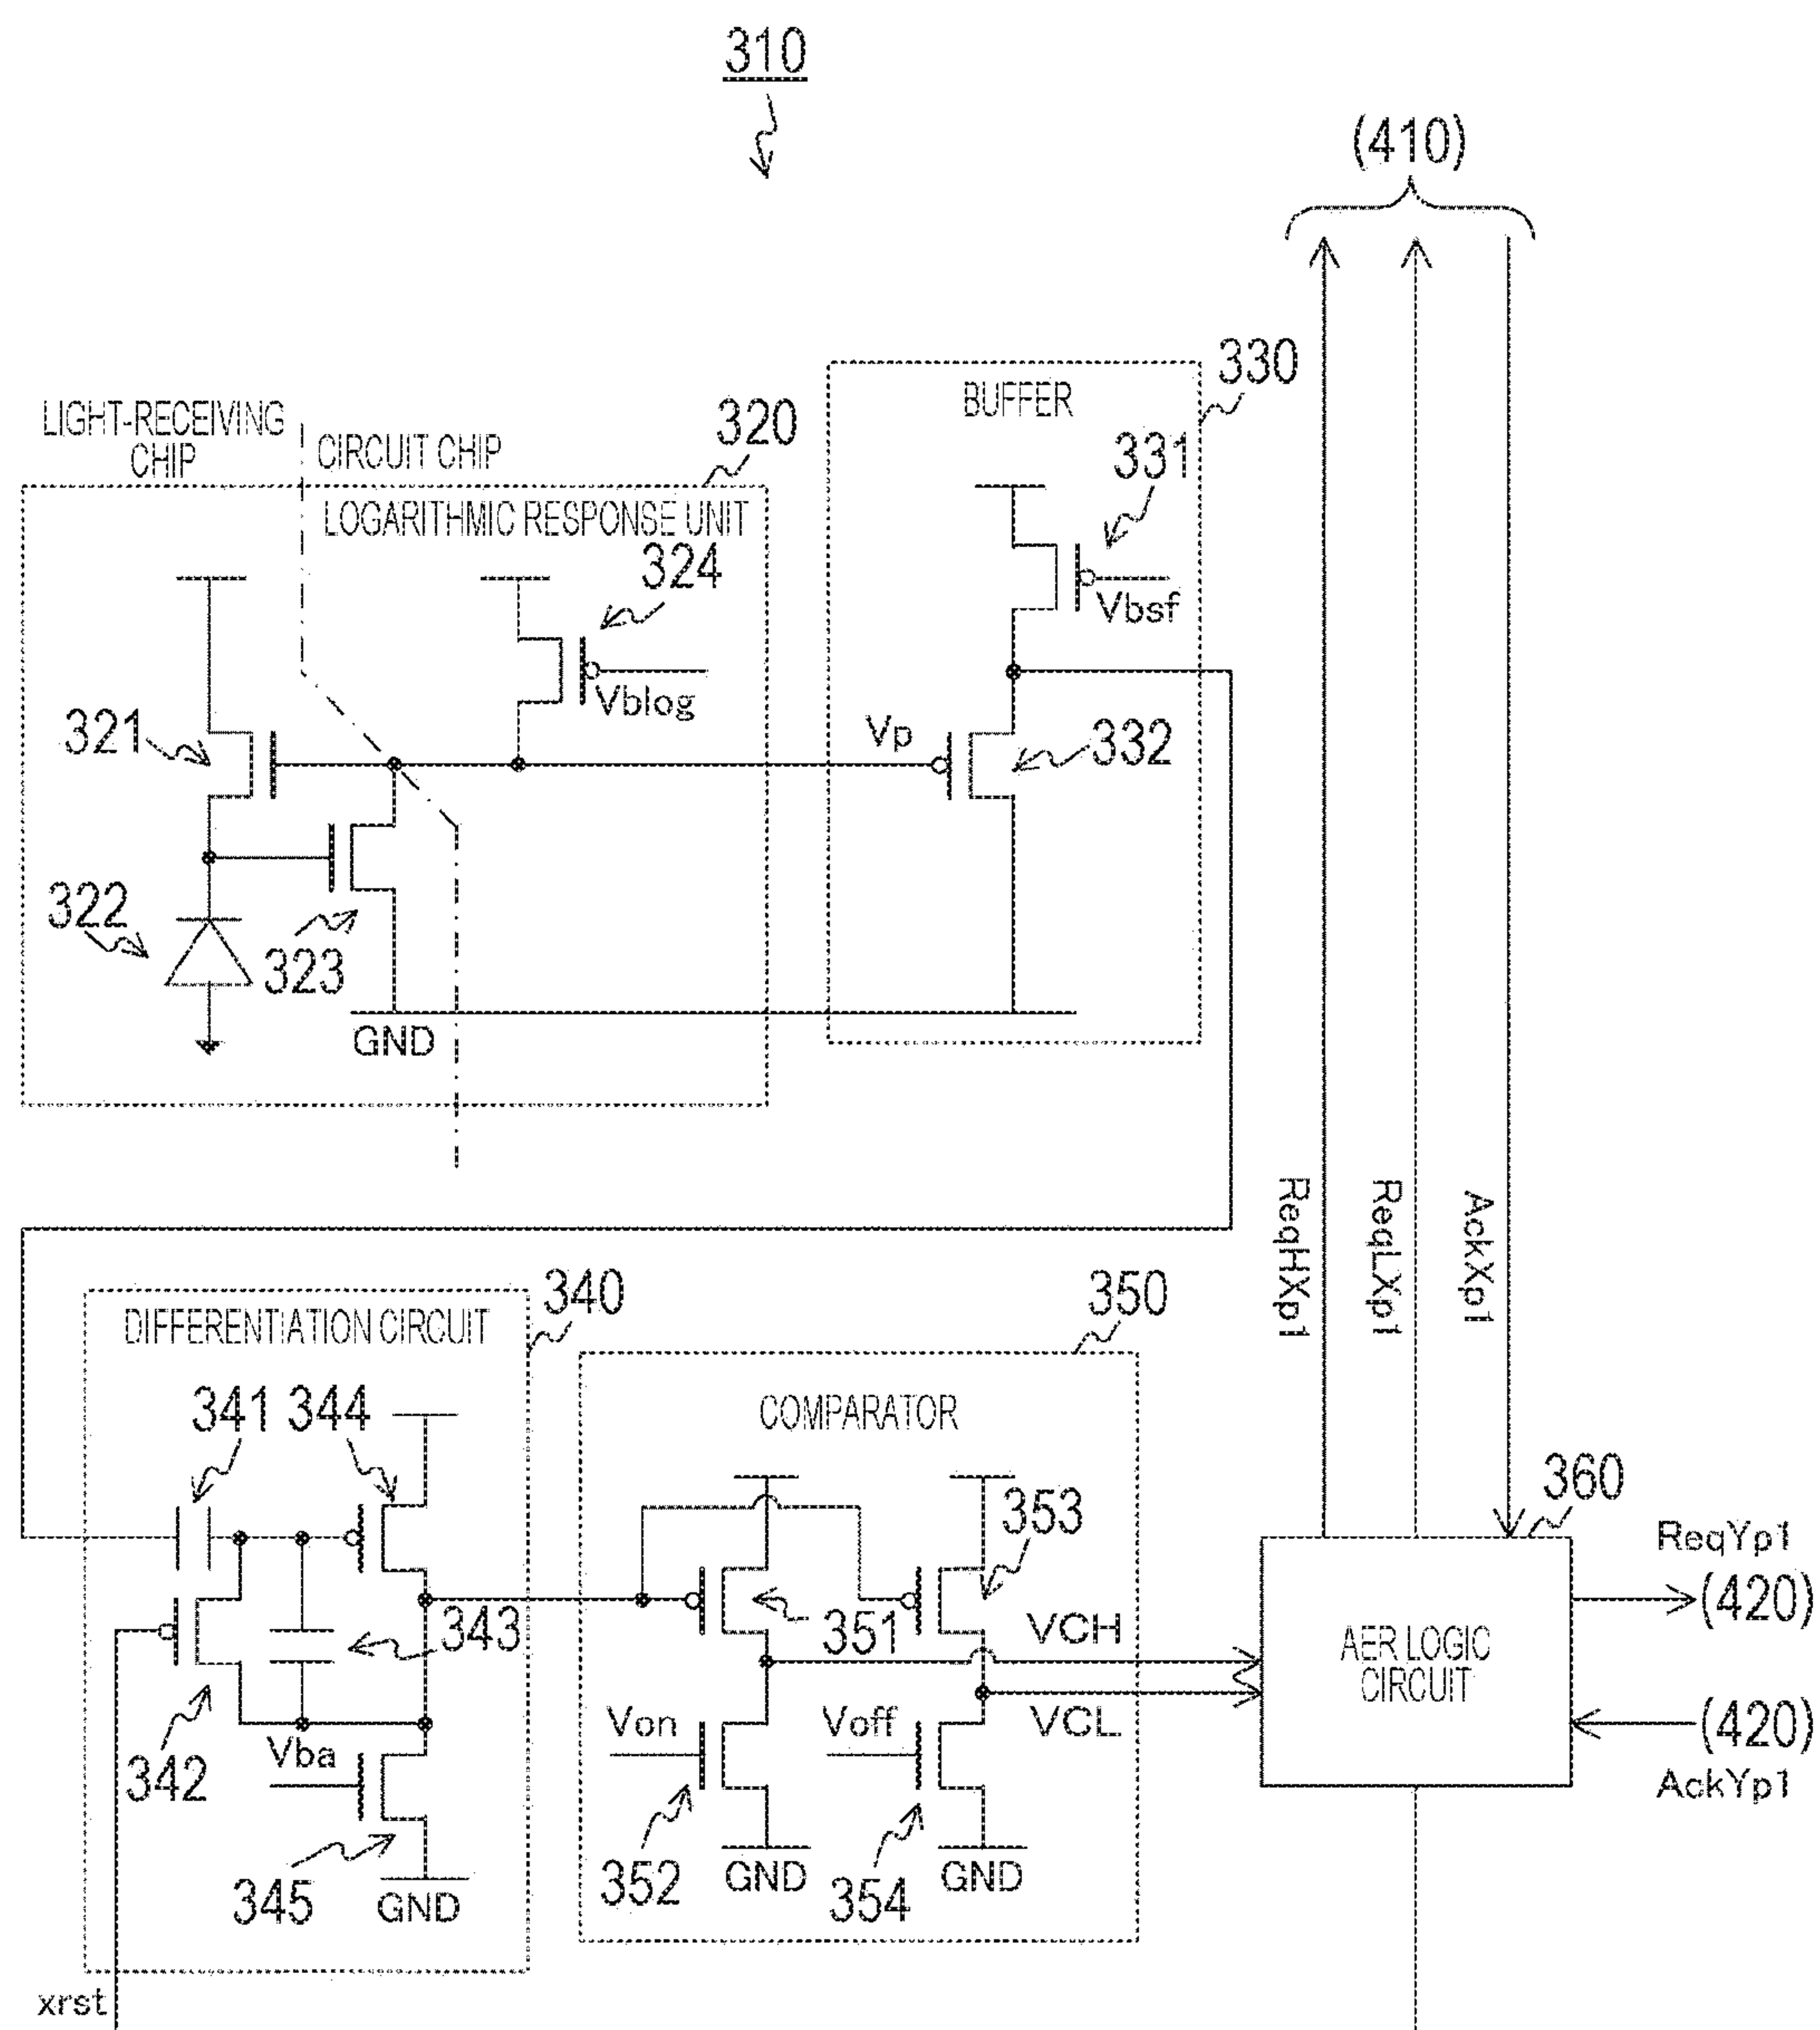 310
(410)
330
BUFFER
LIGHT-RECEIVING
CHIP
CIRCUIT CHIP
320
331
LOGARITHMIC RESPONSE UNIT
324
Vbsf
Vblog
321
Vp
332
322
323
GND
ReqHXp1
ReqLXp1
AckXp1
340
DIFFERENTIATION CIRCUIT
350
COMPARATOR
341
344
353
360
ReqYp1
(420)
343
351
VCH
AER LOGIC
CIRCUIT
342
Vba
Von
Voff
VCL
(420)
AckYp1
345
GND
352
GND
354
GND
xrst